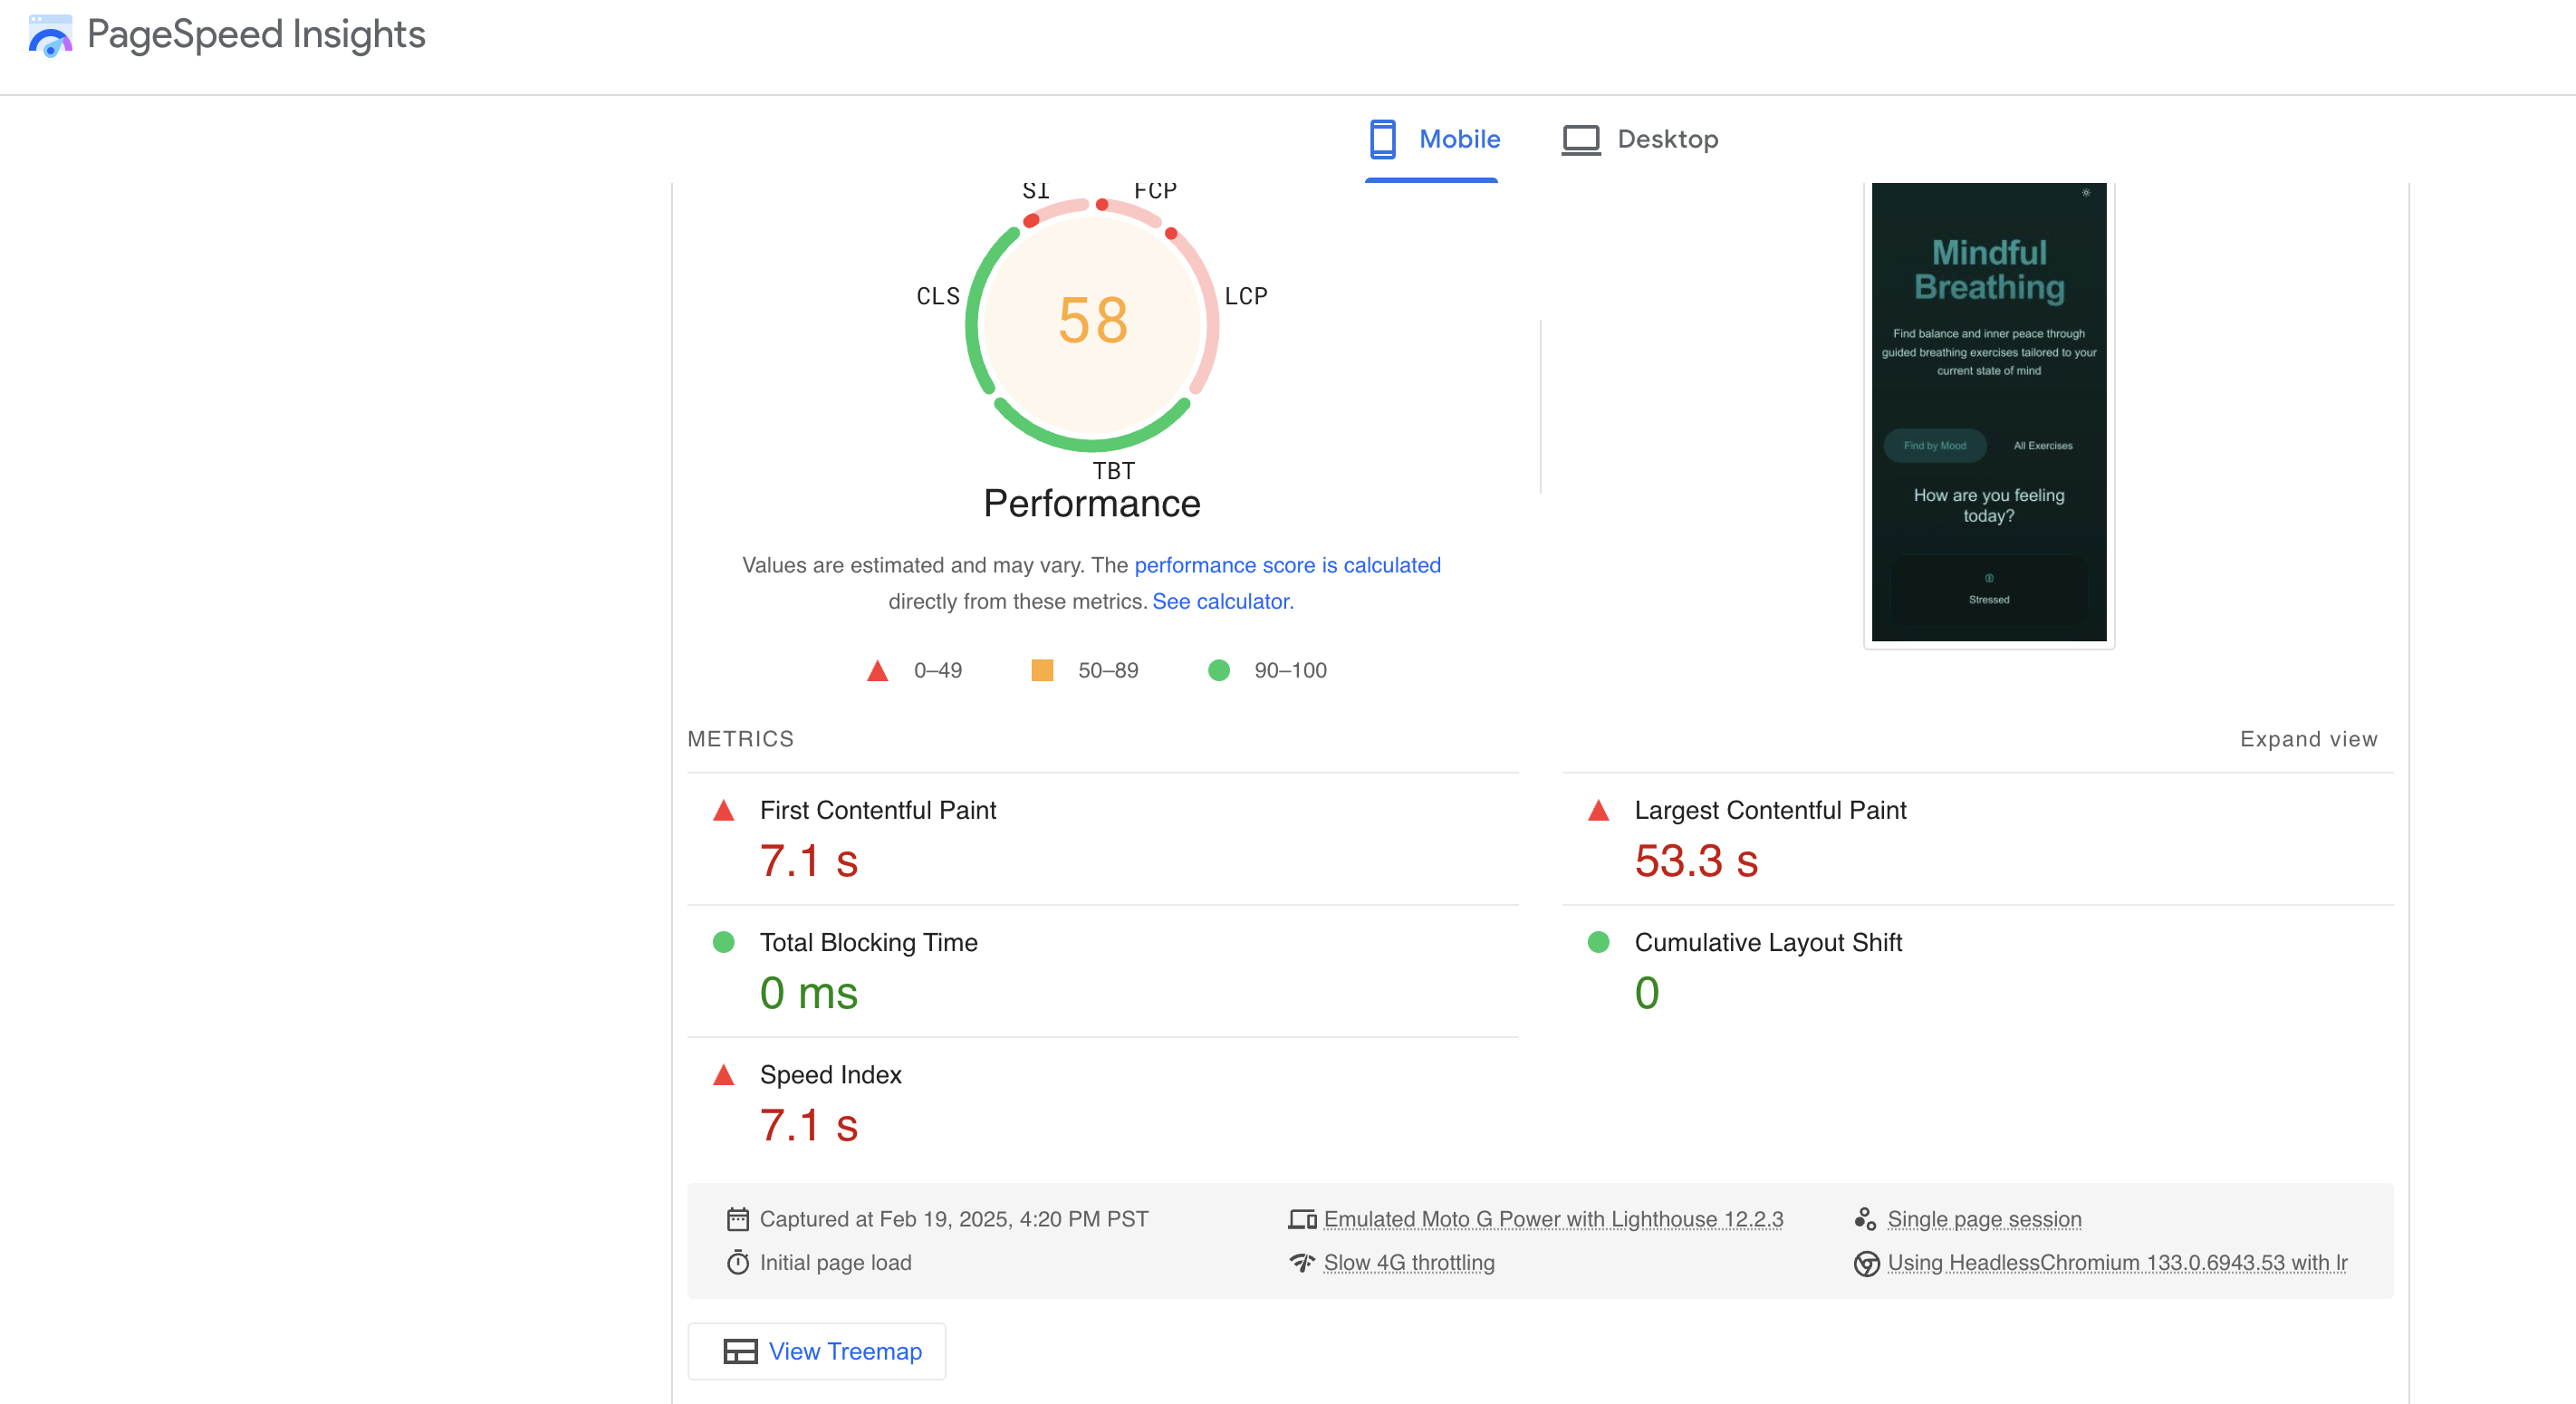 PageSpeed Insights
Mobile
Desktop
SI
FCP
CLS
58
LCP
TBT
Performance
Values are estimated and may vary. The performance score is calculated
directly from these metrics. See calculator.
0–49
50–89
90–100
Mindful
Breathing
Find balance and inner peace through
guided breathing exercises tailored to your
current state of mind
Find by Mood
All Exercises
How are you feeling
today?
Stressed
METRICS
Expand view
First Contentful Paint
7.1 s
Largest Contentful Paint
53.3 s
Total Blocking Time
0 ms
Cumulative Layout Shift
0
Speed Index
7.1 s
Captured at Feb 19, 2025, 4:20 PM PST
Emulated Moto G Power with Lighthouse 12.2.3
Single page session
Initial page load
Slow 4G throttling
Using HeadlessChromium 133.0.6943.53 with lr
View Treemap